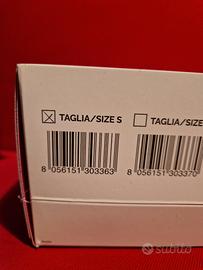 TAGLIA/SIZE S
TAGLIA/SIZE
8 056151 303363
8 056151 303370
subito